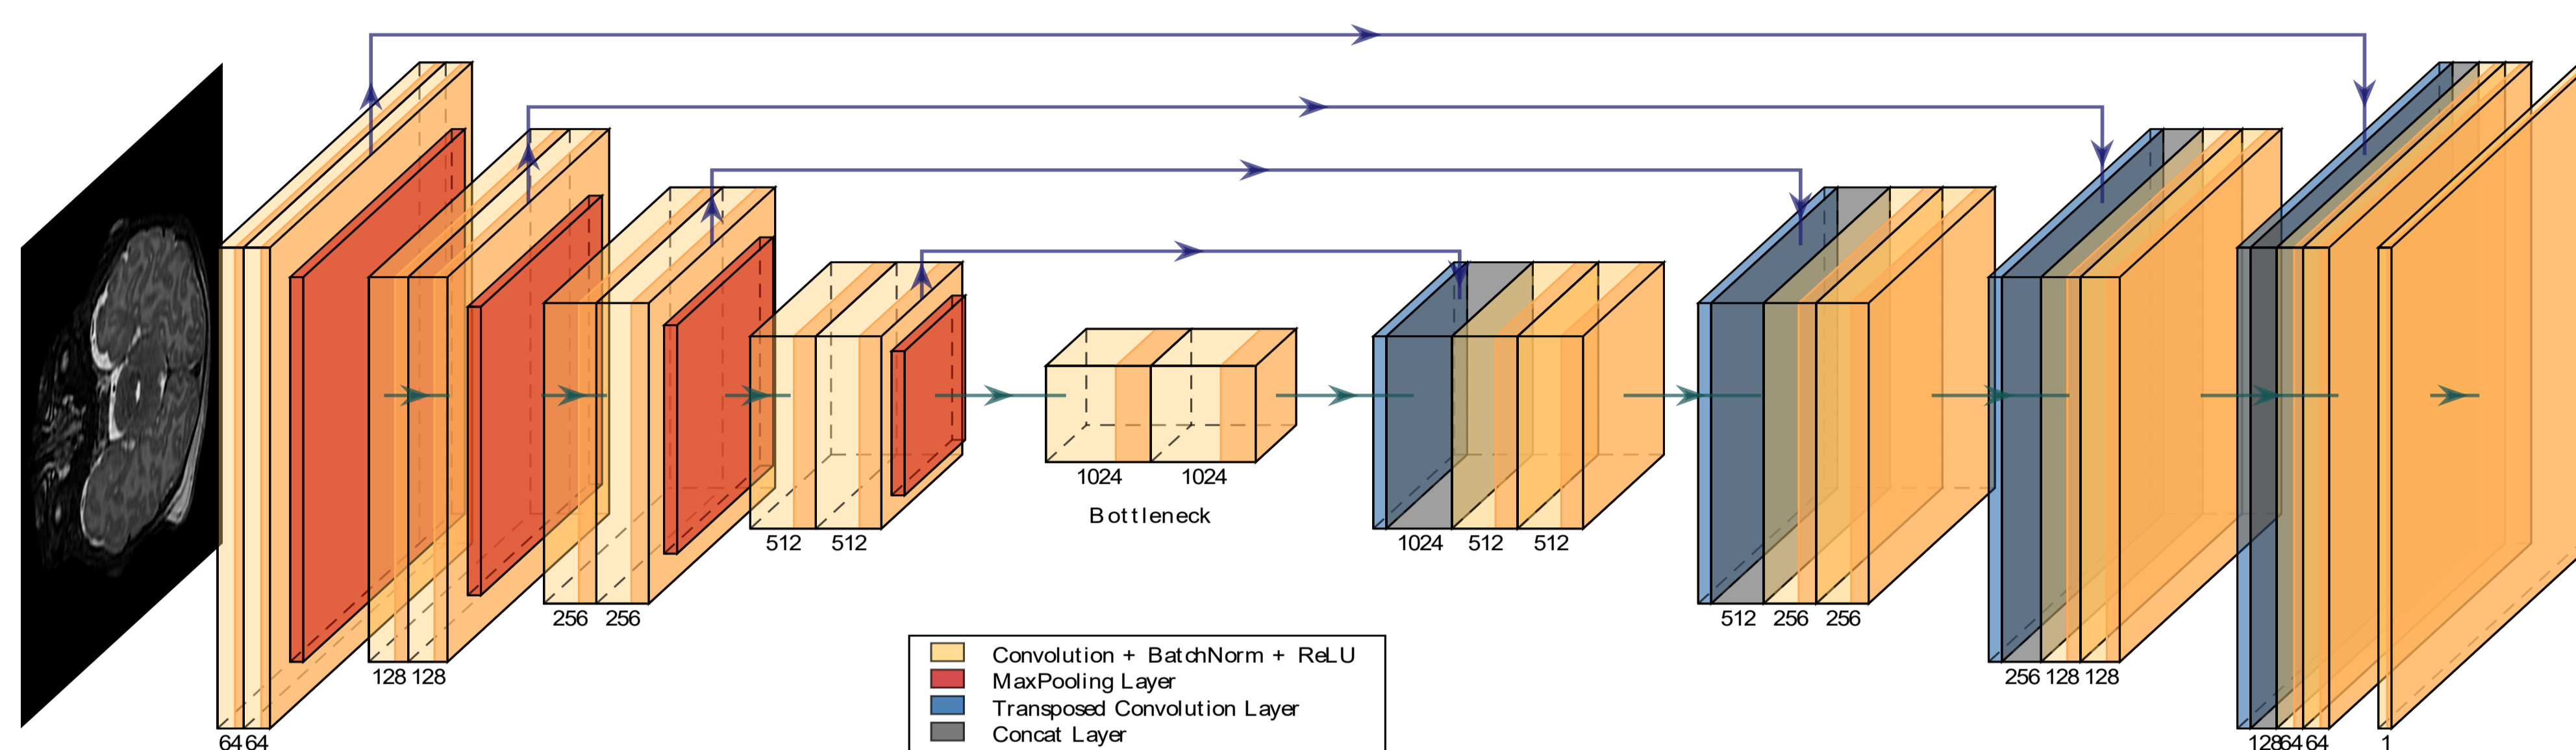 64 64
128 128
256 256
512 512
1024 1024
Bottleneck
1024 512 512
512 256 256
256 128 128
128 64 64
1
Convolution + BatchNorm + ReLU
MaxPooling Layer
Transposed Convolution Layer
Concat Layer